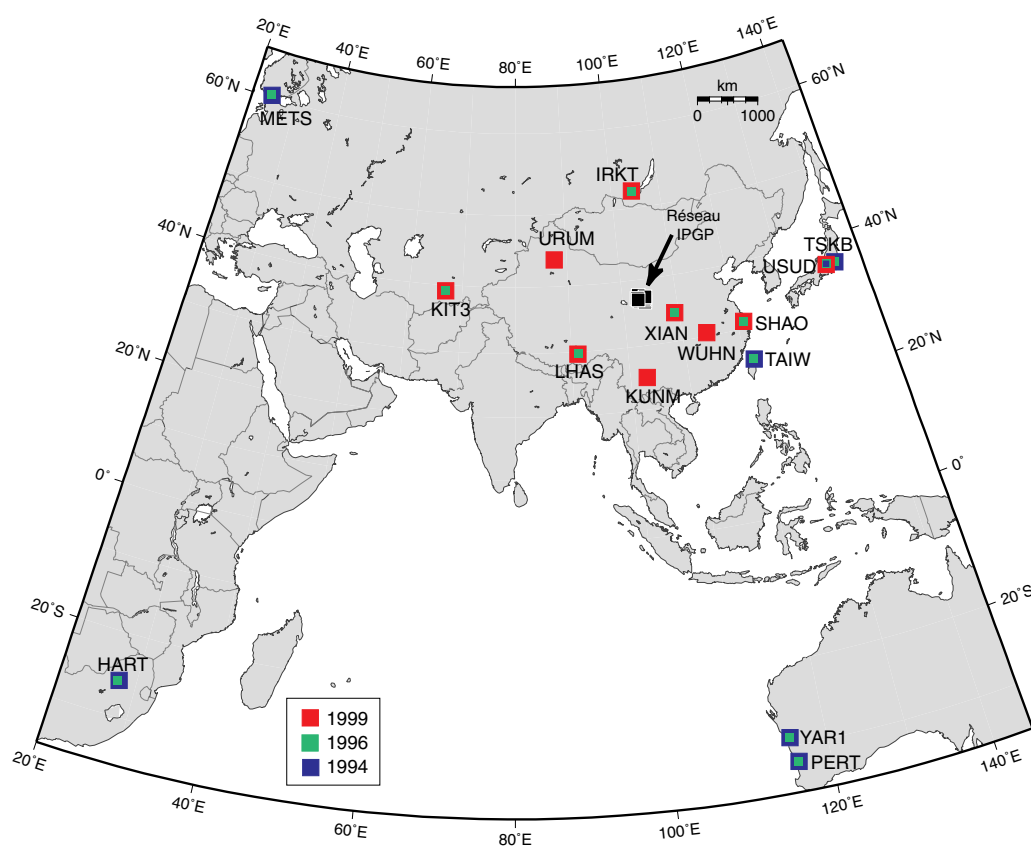 20˚E
40˚E
60˚E
80˚E
100˚E
120˚E
140˚E
60˚N
60˚N
km
0 1000
METS
IRKT
Réseau
IPGP
40˚N
40˚N
URUM
TSKB
USUD
KIT3
XIAN
SHAO
WUHN
20˚N
20˚N
LHAS
TAIW
KUNM
0˚
0˚
20˚S
20˚S
HART
1999
1996
1994
YAR1
PERT
20˚E
40˚E
60˚E
80˚E
100˚E
120˚E
140˚E